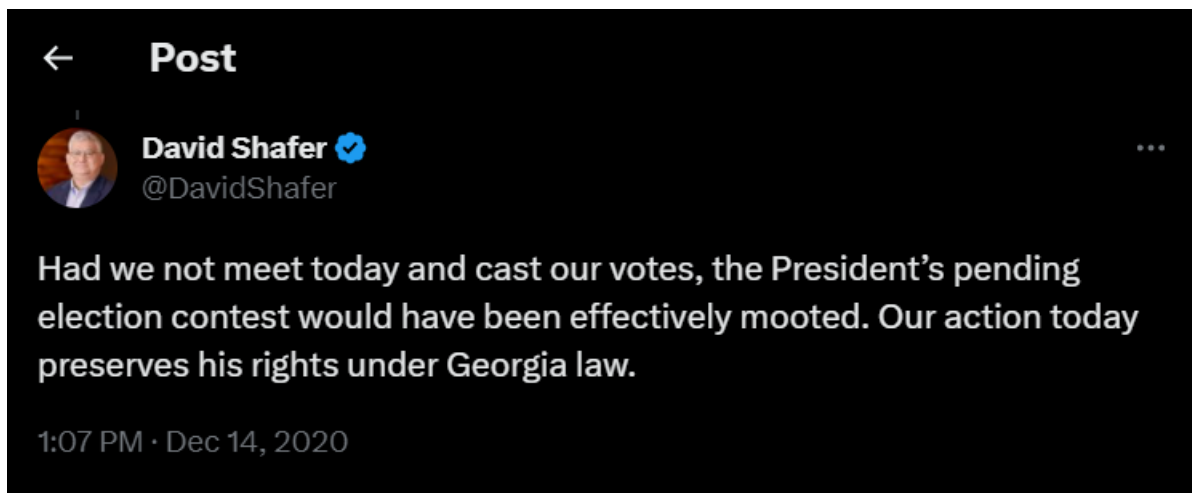 Post
David Shafer
@DavidShafer
Had we not meet today and cast our votes, the President’s pending
election contest would have been effectively mooted. Our action today
preserves his rights under Georgia law.
1:07 PM · Dec 14, 2020